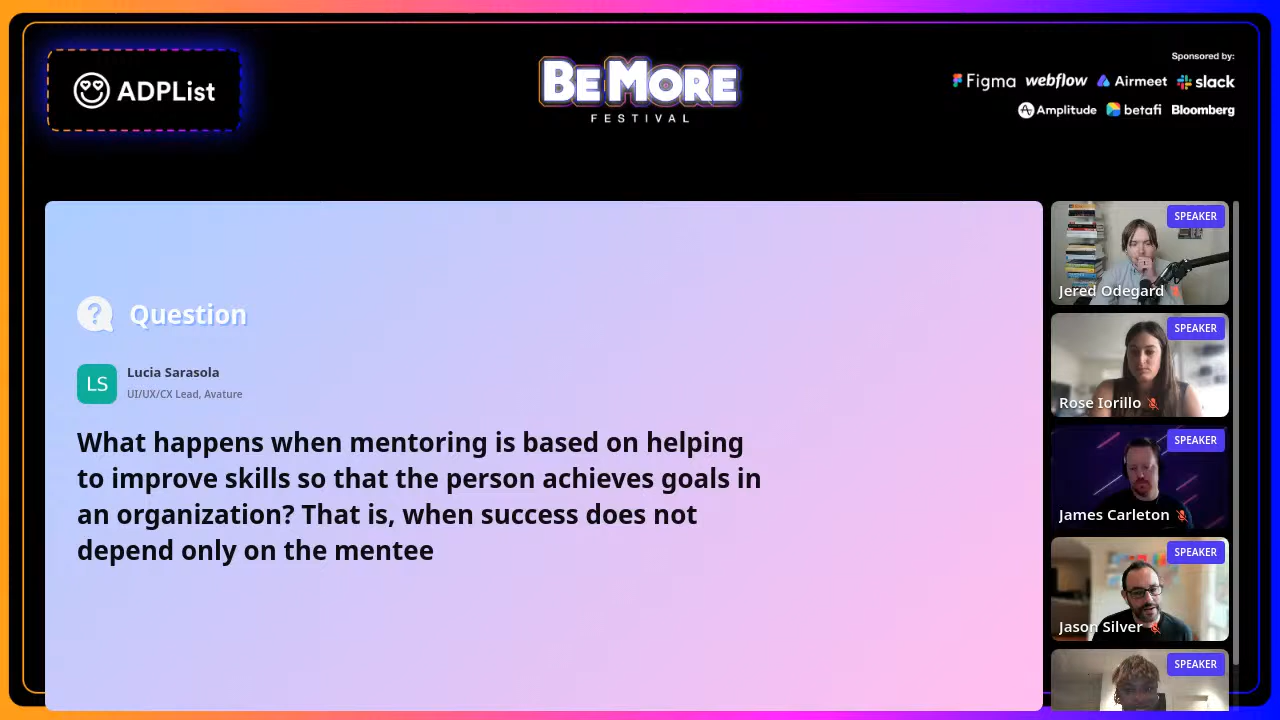 ADPList
BE MORE
FESTIVAL
Sponsored by:
Figma webflow Airmeet slack
Amplitude betafi Bloomberg
? Question
LS
Lucia Sarasola
UI/UX/CX Lead, Avature
What happens when mentoring is based on helping
to improve skills so that the person achieves goals in
an organization? That is, when success does not
depend only on the mentee
SPEAKER
Jered Odegard
SPEAKER
Rose Iorillo
SPEAKER
James Carleton
SPEAKER
Jason Silver
SPEAKER